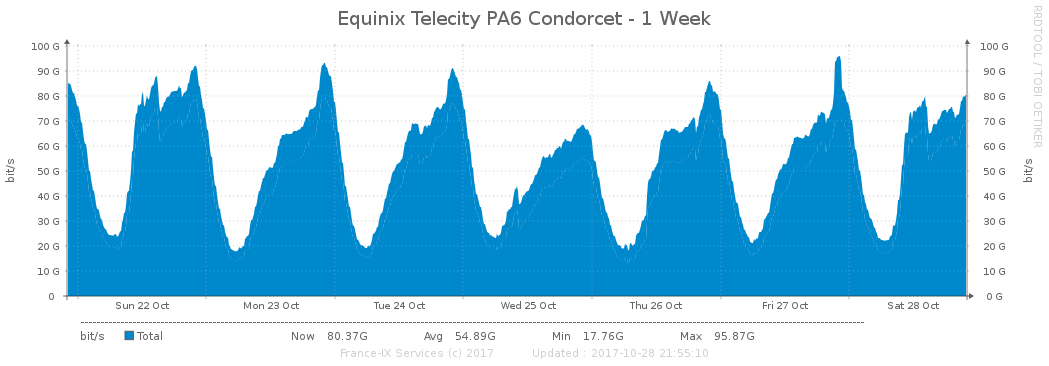 Equinix Telecity PA6 Condorcet - 1 Week
RRDTOOL / TOBI OETIKER
bit/s
100 G
90 G
80 G
70 G
60 G
50 G
40 G
30 G
20 G
10 G
0
100 G
90 G
80 G
70 G
60 G
50 G
40 G
30 G
20 G
10 G
0 G
bit/s
Sun 22 Oct Mon 23 Oct Tue 24 Oct Wed 25 Oct Thu 26 Oct Fri 27 Oct Sat 28 Oct
bit/s Total Now 80.37G Avg 54.89G Min 17.76G Max 95.87G
France-IX Services (c) 2017 Updated : 2017-10-28 21:55:10